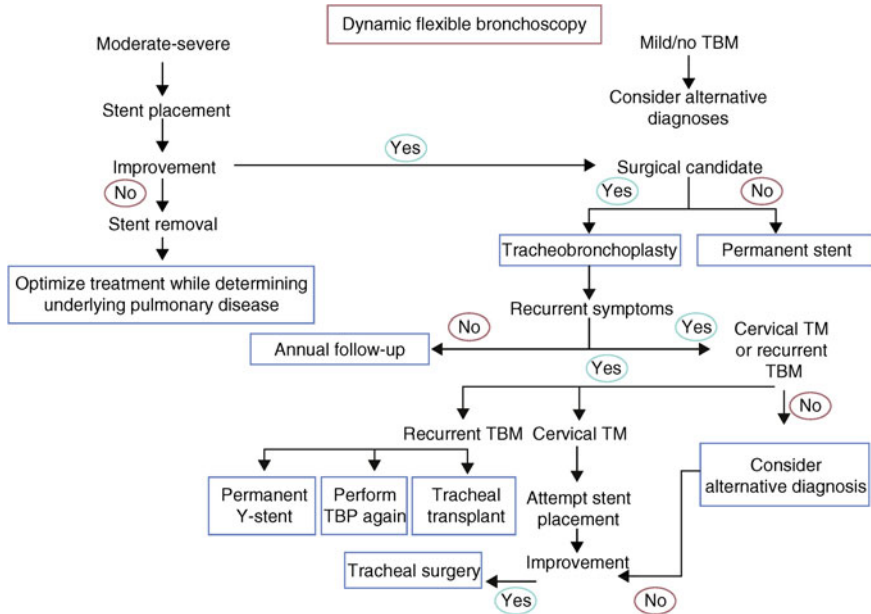 Dynamic flexible bronchoscopy
Moderate-severe
Mild/no TBM
Stent placement
Consider alternative
diagnoses
Improvement
Yes
Surgical candidate
No
Yes
No
Stent removal
Tracheobronchoplasty
Permanent stent
Optimize treatment while determining
underlying pulmonary disease
Recurrent symptoms
No
Yes
Annual follow-up
Cervical TM
or recurrent
TBM
Yes
No
Recurrent TBM
Cervical TM
Permanent
Y-stent
Perform
TBP again
Tracheal
transplant
Attempt stent
placement
Consider
alternative diagnosis
Improvement
Tracheal surgery
Yes
No